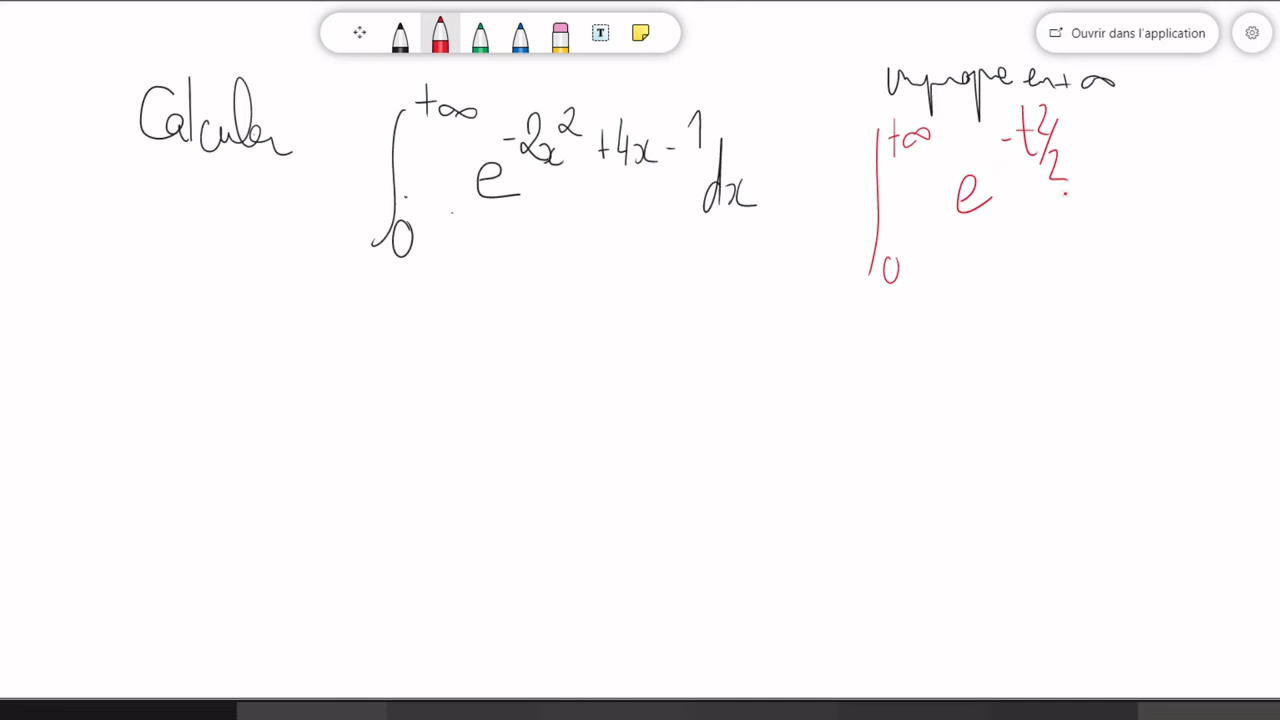 Ouvrir dans l'application
T
Calculer ∫₀^{+∞} e^{-2x² + 4x - 1} dx
impropre en +∞
∫₀^{+∞} e^{-t²/2}